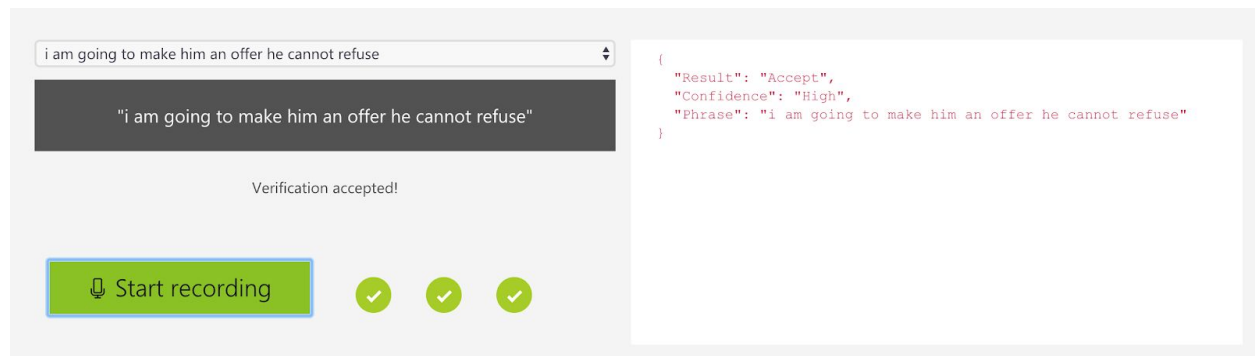 i am going to make him an offer he cannot refuse
"i am going to make him an offer he cannot refuse"
Verification accepted!
Start recording
{
"Result": "Accept",
"Confidence": "High",
"Phrase": "i am going to make him an offer he cannot refuse"
}